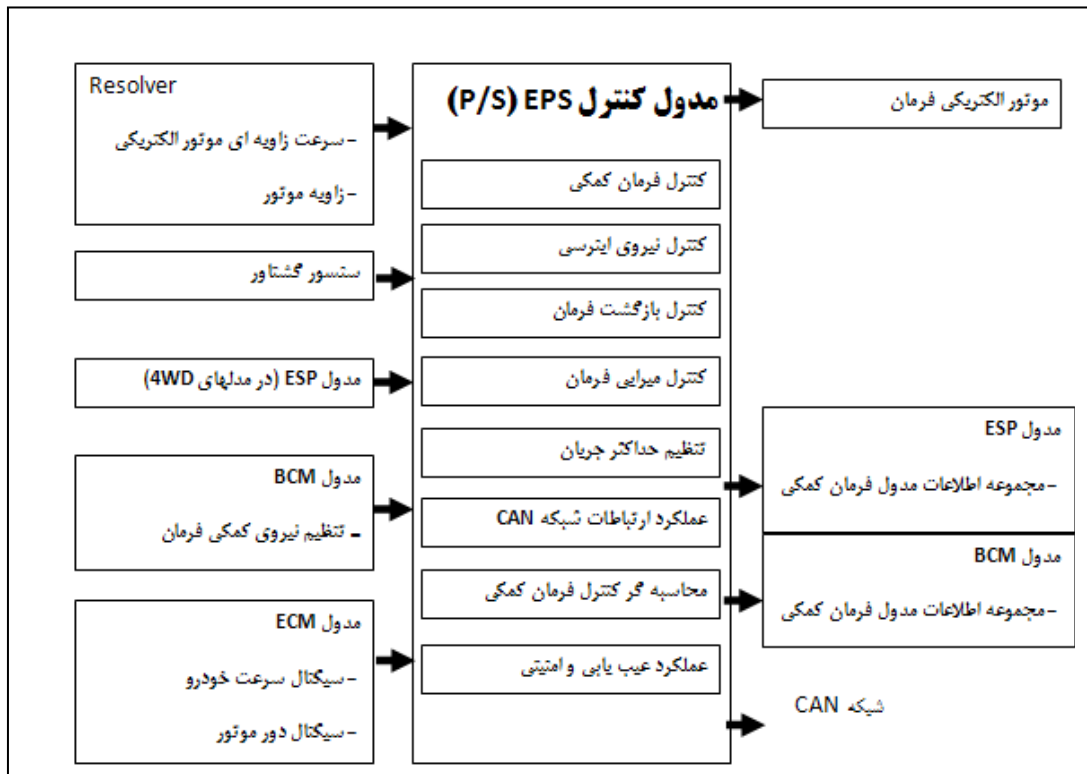 Resolver
-سرعت زاویه ای موتور الکتریکی
-زاویه موتور
سنسور گشتاور
مدول ESP (در مدلهای 4WD)
مدول BCM
- تنظیم نیروی کمکی فرمان
مدول ECM
-سیگنال سرعت خودرو
-سیگنال دور موتور
مدول کنترل EPS (P/S)
کنترل فرمان کمکی
کنترل نیروی اینرسی
کنترل بازگشت فرمان
کنترل میرایی فرمان
تنظیم حداکثر جریان
عملکرد ارتباطات شبکه CAN
محاسبه گر کنترل فرمان کمکی
عملکرد عیب یابی و امنیتی
موتور الکتریکی فرمان
مدول ESP
-مجموعه اطلاعات مدول فرمان کمکی
مدول BCM
-مجموعه اطلاعات مدول فرمان کمکی
شبکه CAN